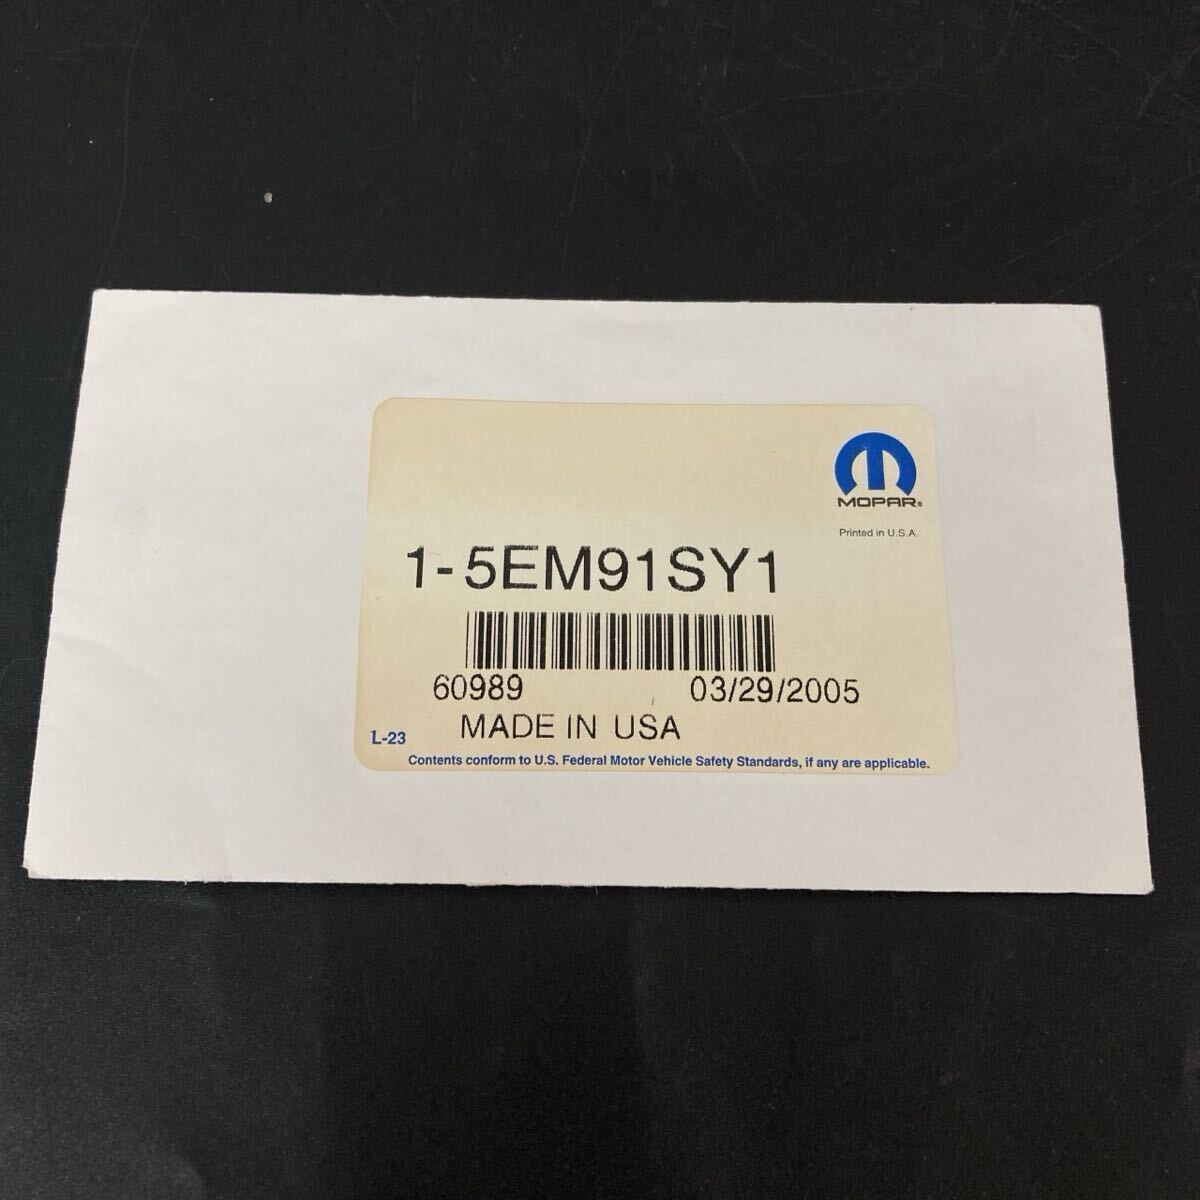 MOPAR®
Printed in U.S.A.
1-5EM91SY1
60989 03/29/2005
MADE IN USA
L-23
Contents conform to U.S. Federal Motor Vehicle Safety Standards, if any are applicable.